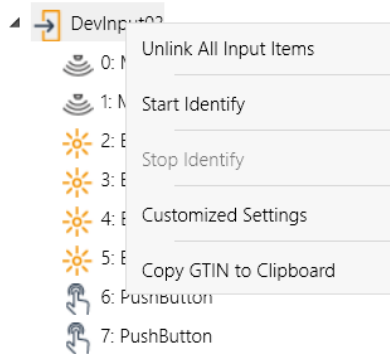 DevInput02
Unlink All Input Items
0:
1:
Start Identify
2:
Stop Identify
3:
4:
Customized Settings
5:
Copy GTIN to Clipboard
6: PushButton
7: PushButton